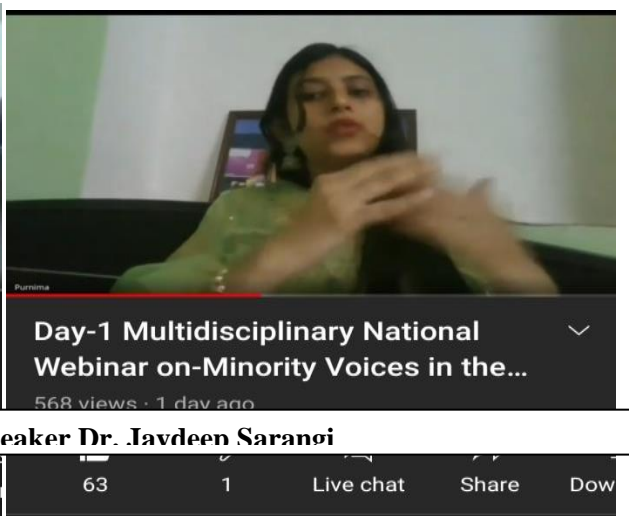 Purnima
Day-1 Multidisciplinary National
Webinar on-Minority Voices in the...
568 views · 1 day ago
eaker Dr. Jaydeep Sarangi
63 1 Live chat Share Dow